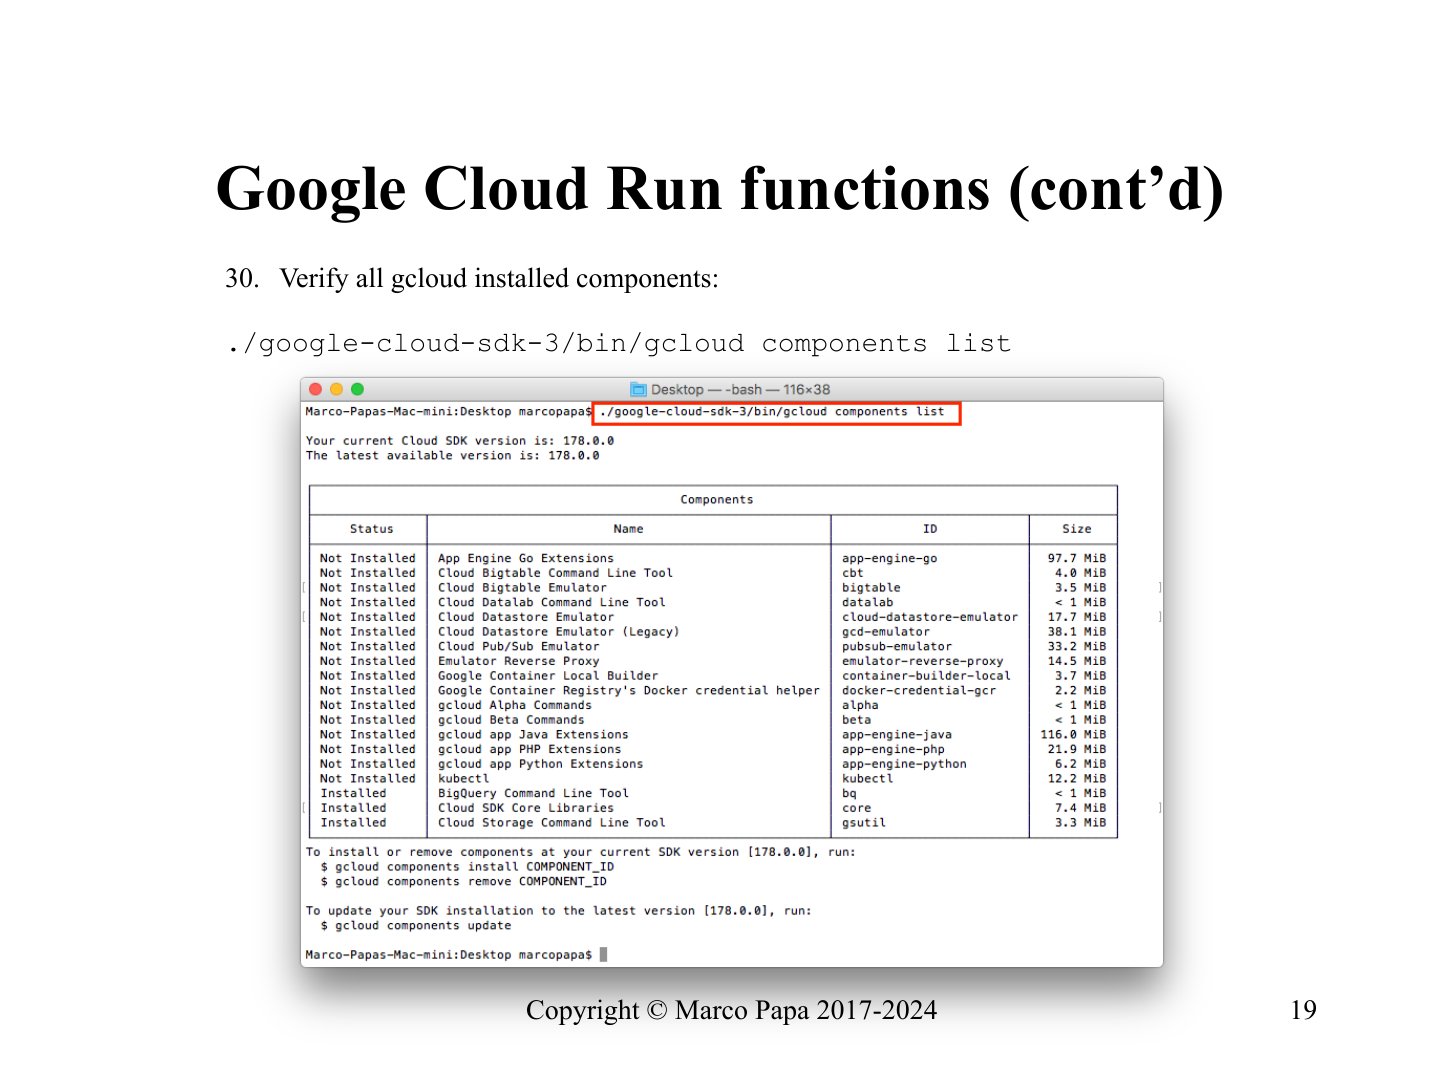 Google Cloud Run functions (cont’d)
30. Verify all gcloud installed components:
./google-cloud-sdk-3/bin/gcloud components list
Desktop — -bash — 116×38
Marco-Papas-Mac-mini:Desktop marcopapa$ ./google-cloud-sdk-3/bin/gcloud components list
Your current Cloud SDK version is: 178.0.0
The latest available version is: 178.0.0
Components
Status Name ID Size
Not Installed App Engine Go Extensions app-engine-go 97.7 MiB
Not Installed Cloud Bigtable Command Line Tool cbt 4.0 MiB
Not Installed Cloud Bigtable Emulator bigtable 3.5 MiB
Not Installed Cloud Datalab Command Line Tool datalab < 1 MiB
Not Installed Cloud Datastore Emulator cloud-datastore-emulator 17.7 MiB
Not Installed Cloud Datastore Emulator (Legacy) gcd-emulator 38.1 MiB
Not Installed Cloud Pub/Sub Emulator pubsub-emulator 33.2 MiB
Not Installed Emulator Reverse Proxy emulator-reverse-proxy 14.5 MiB
Not Installed Google Container Local Builder container-builder-local 3.7 MiB
Not Installed Google Container Registry's Docker credential helper docker-credential-gcr 2.2 MiB
Not Installed gcloud Alpha Commands alpha < 1 MiB
Not Installed gcloud Beta Commands beta < 1 MiB
Not Installed gcloud app Java Extensions app-engine-java 116.0 MiB
Not Installed gcloud app PHP Extensions app-engine-php 21.9 MiB
Not Installed gcloud app Python Extensions app-engine-python 6.2 MiB
Not Installed kubectl kubectl 12.2 MiB
Installed BigQuery Command Line Tool bq < 1 MiB
Installed Cloud SDK Core Libraries core 7.4 MiB
Installed Cloud Storage Command Line Tool gsutil 3.3 MiB
To install or remove components at your current SDK version [178.0.0], run:
$ gcloud components install COMPONENT_ID
$ gcloud components remove COMPONENT_ID
To update your SDK installation to the latest version [178.0.0], run:
$ gcloud components update
Marco-Papas-Mac-mini:Desktop marcopapa$
Copyright © Marco Papa 2017-2024
19